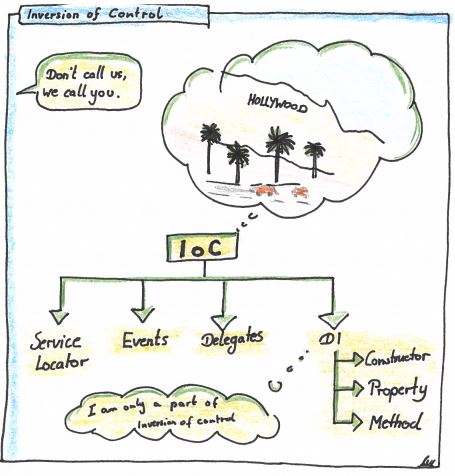 Inversion of Control
Don't call us,
we call you.
HOLLYWOOD
IoC
Service
Locator
Events
Delegates
DI
Constructor
Property
Method
I am only a part of
Inversion of control